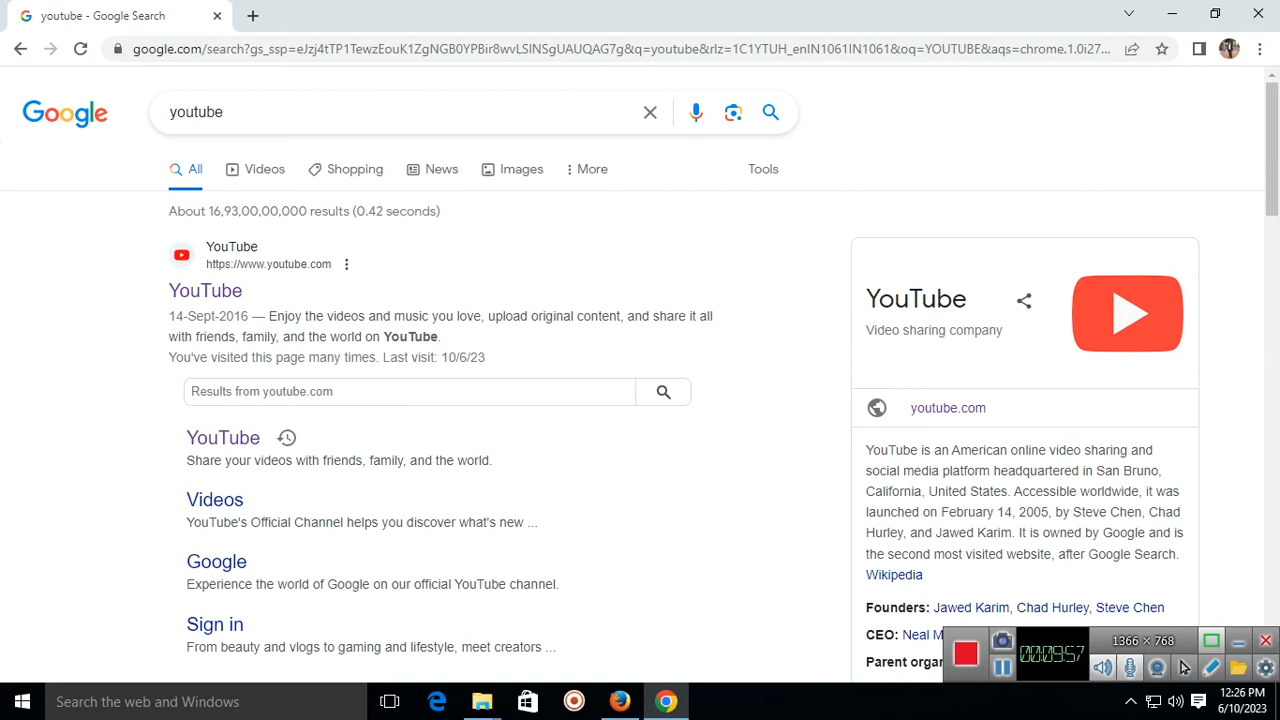 youtube - Google Search
google.com/search?gs_ssp=eJzj4tTP1TewzEouK1ZgNGB0YPBir8wvLSlNSgUAUQAG7g&q=youtube&rlz=1C1YTUH_enIN1061IN1061&oq=YOUTUBE&aqs=chrome.1.0i27...
Google
youtube
All
Videos
Shopping
News
Images
More
Tools
About 16,93,00,00,000 results (0.42 seconds)
YouTube
https://www.youtube.com
YouTube
14-Sept-2016 — Enjoy the videos and music you love, upload original content, and share it all
with friends, family, and the world on YouTube.
You've visited this page many times. Last visit: 10/6/23
Results from youtube.com
YouTube
Share your videos with friends, family, and the world.
Videos
YouTube's Official Channel helps you discover what's new ...
Google
Experience the world of Google on our official YouTube channel.
Sign in
From beauty and vlogs to gaming and lifestyle, meet creators ...
YouTube
Video sharing company
youtube.com
YouTube is an American online video sharing and
social media platform headquartered in San Bruno,
California, United States. Accessible worldwide, it was
launched on February 14, 2005, by Steve Chen, Chad
Hurley, and Jawed Karim. It is owned by Google and is
the second most visited website, after Google Search.
Wikipedia
Founders: Jawed Karim, Chad Hurley, Steve Chen
CEO: Neal M
Parent organ
00:09:57
1366 × 768
Search the web and Windows
12:26 PM
6/10/2023